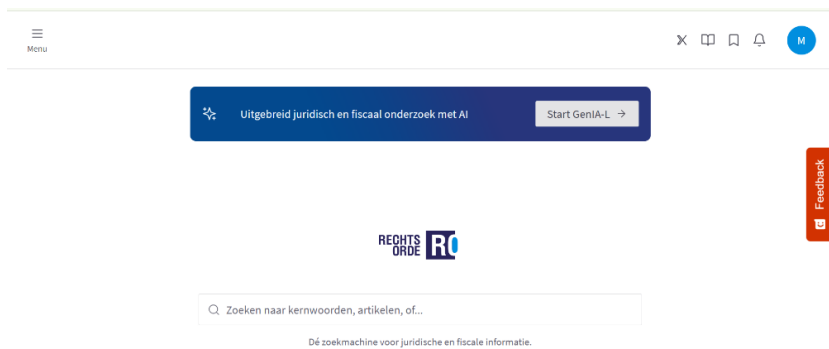 Menu
M
Uitgebreid juridisch en fiscaal onderzoek met AI
Start GenIA-L →
Feedback
RECHTS
ORDE RO
Zoeken naar kernwoorden, artikelen, of...
Dé zoekmachine voor juridische en fiscale informatie.